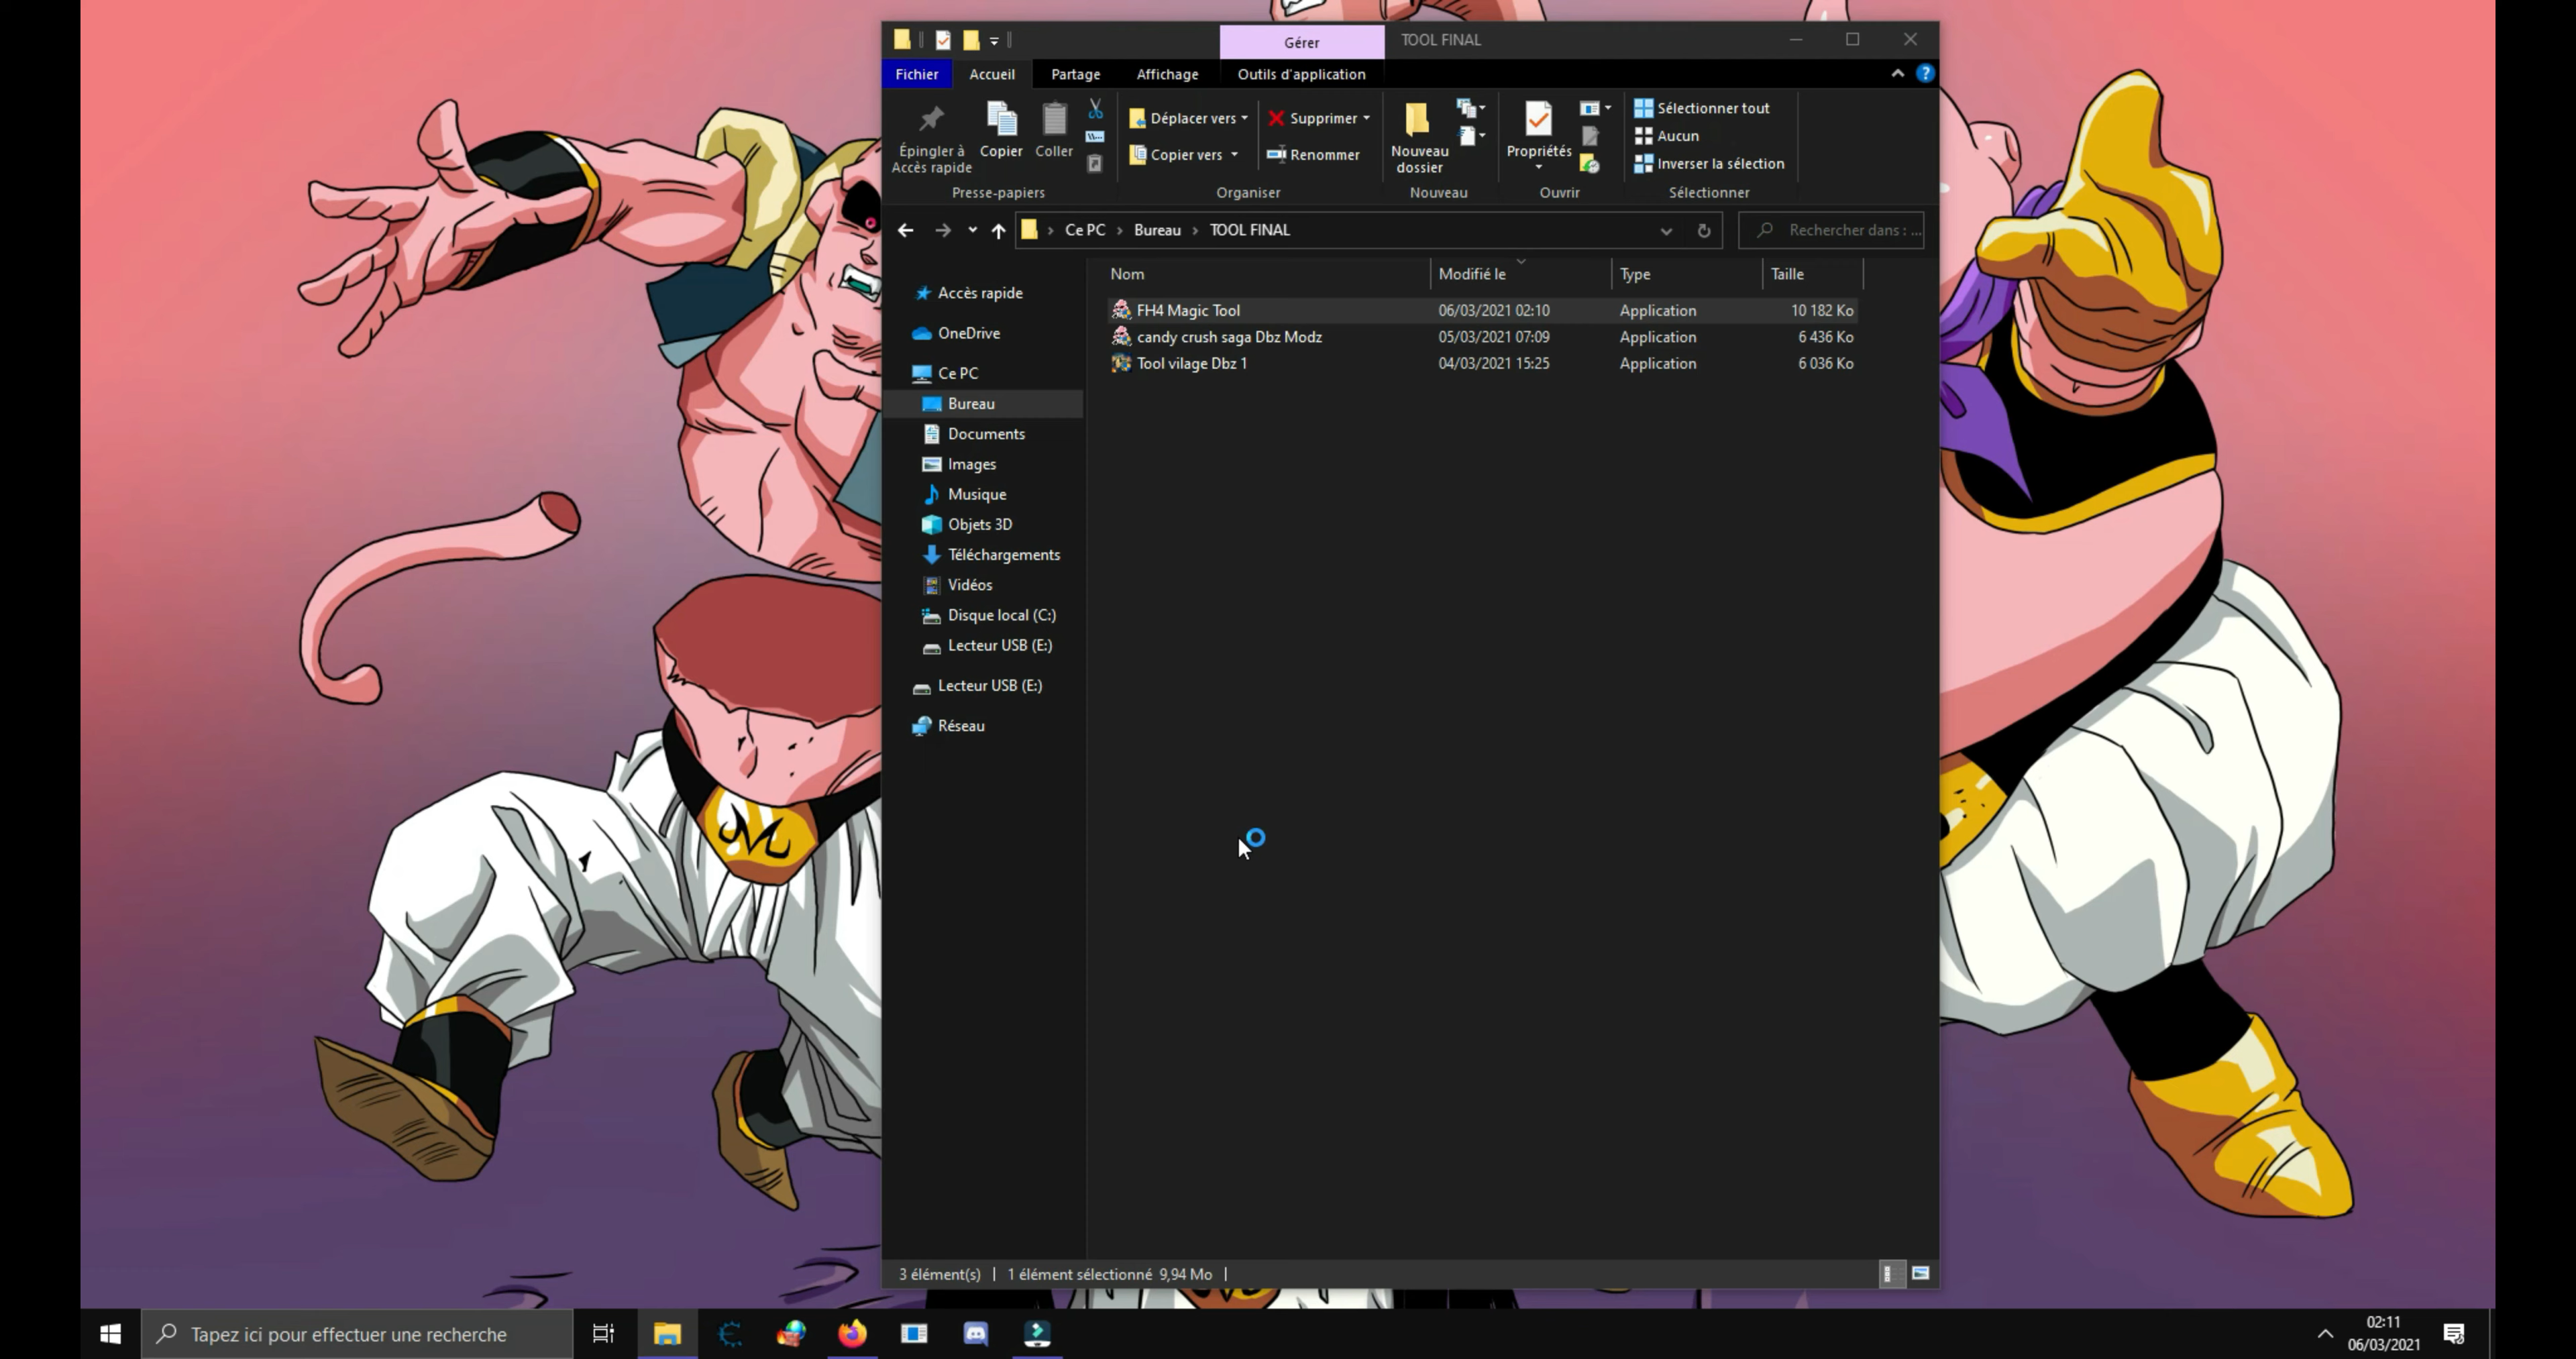 Gérer
TOOL FINAL
Fichier
Accueil
Partage
Affichage
Outils d'application
Épingler à
Accès rapide
Copier
Coller
Presse-papiers
Déplacer vers
Copier vers
Supprimer
Renommer
Organiser
Nouveau
dossier
Nouveau
Propriétés
Ouvrir
Sélectionner tout
Aucun
Inverser la sélection
Sélectionner
Ce PC › Bureau › TOOL FINAL
Rechercher dans : ...
Nom Modifié le Type Taille
FH4 Magic Tool 06/03/2021 02:10 Application 10 182 Ko
candy crush saga Dbz Modz 05/03/2021 07:09 Application 6 436 Ko
Tool vilage Dbz 1 04/03/2021 15:25 Application 6 036 Ko
Accès rapide
OneDrive
Ce PC
Bureau
Documents
Images
Musique
Objets 3D
Téléchargements
Vidéos
Disque local (C:)
Lecteur USB (E:)
Lecteur USB (E:)
Réseau
3 élément(s) 1 élément sélectionné 9,94 Mo
Tapez ici pour effectuer une recherche
02:11
06/03/2021